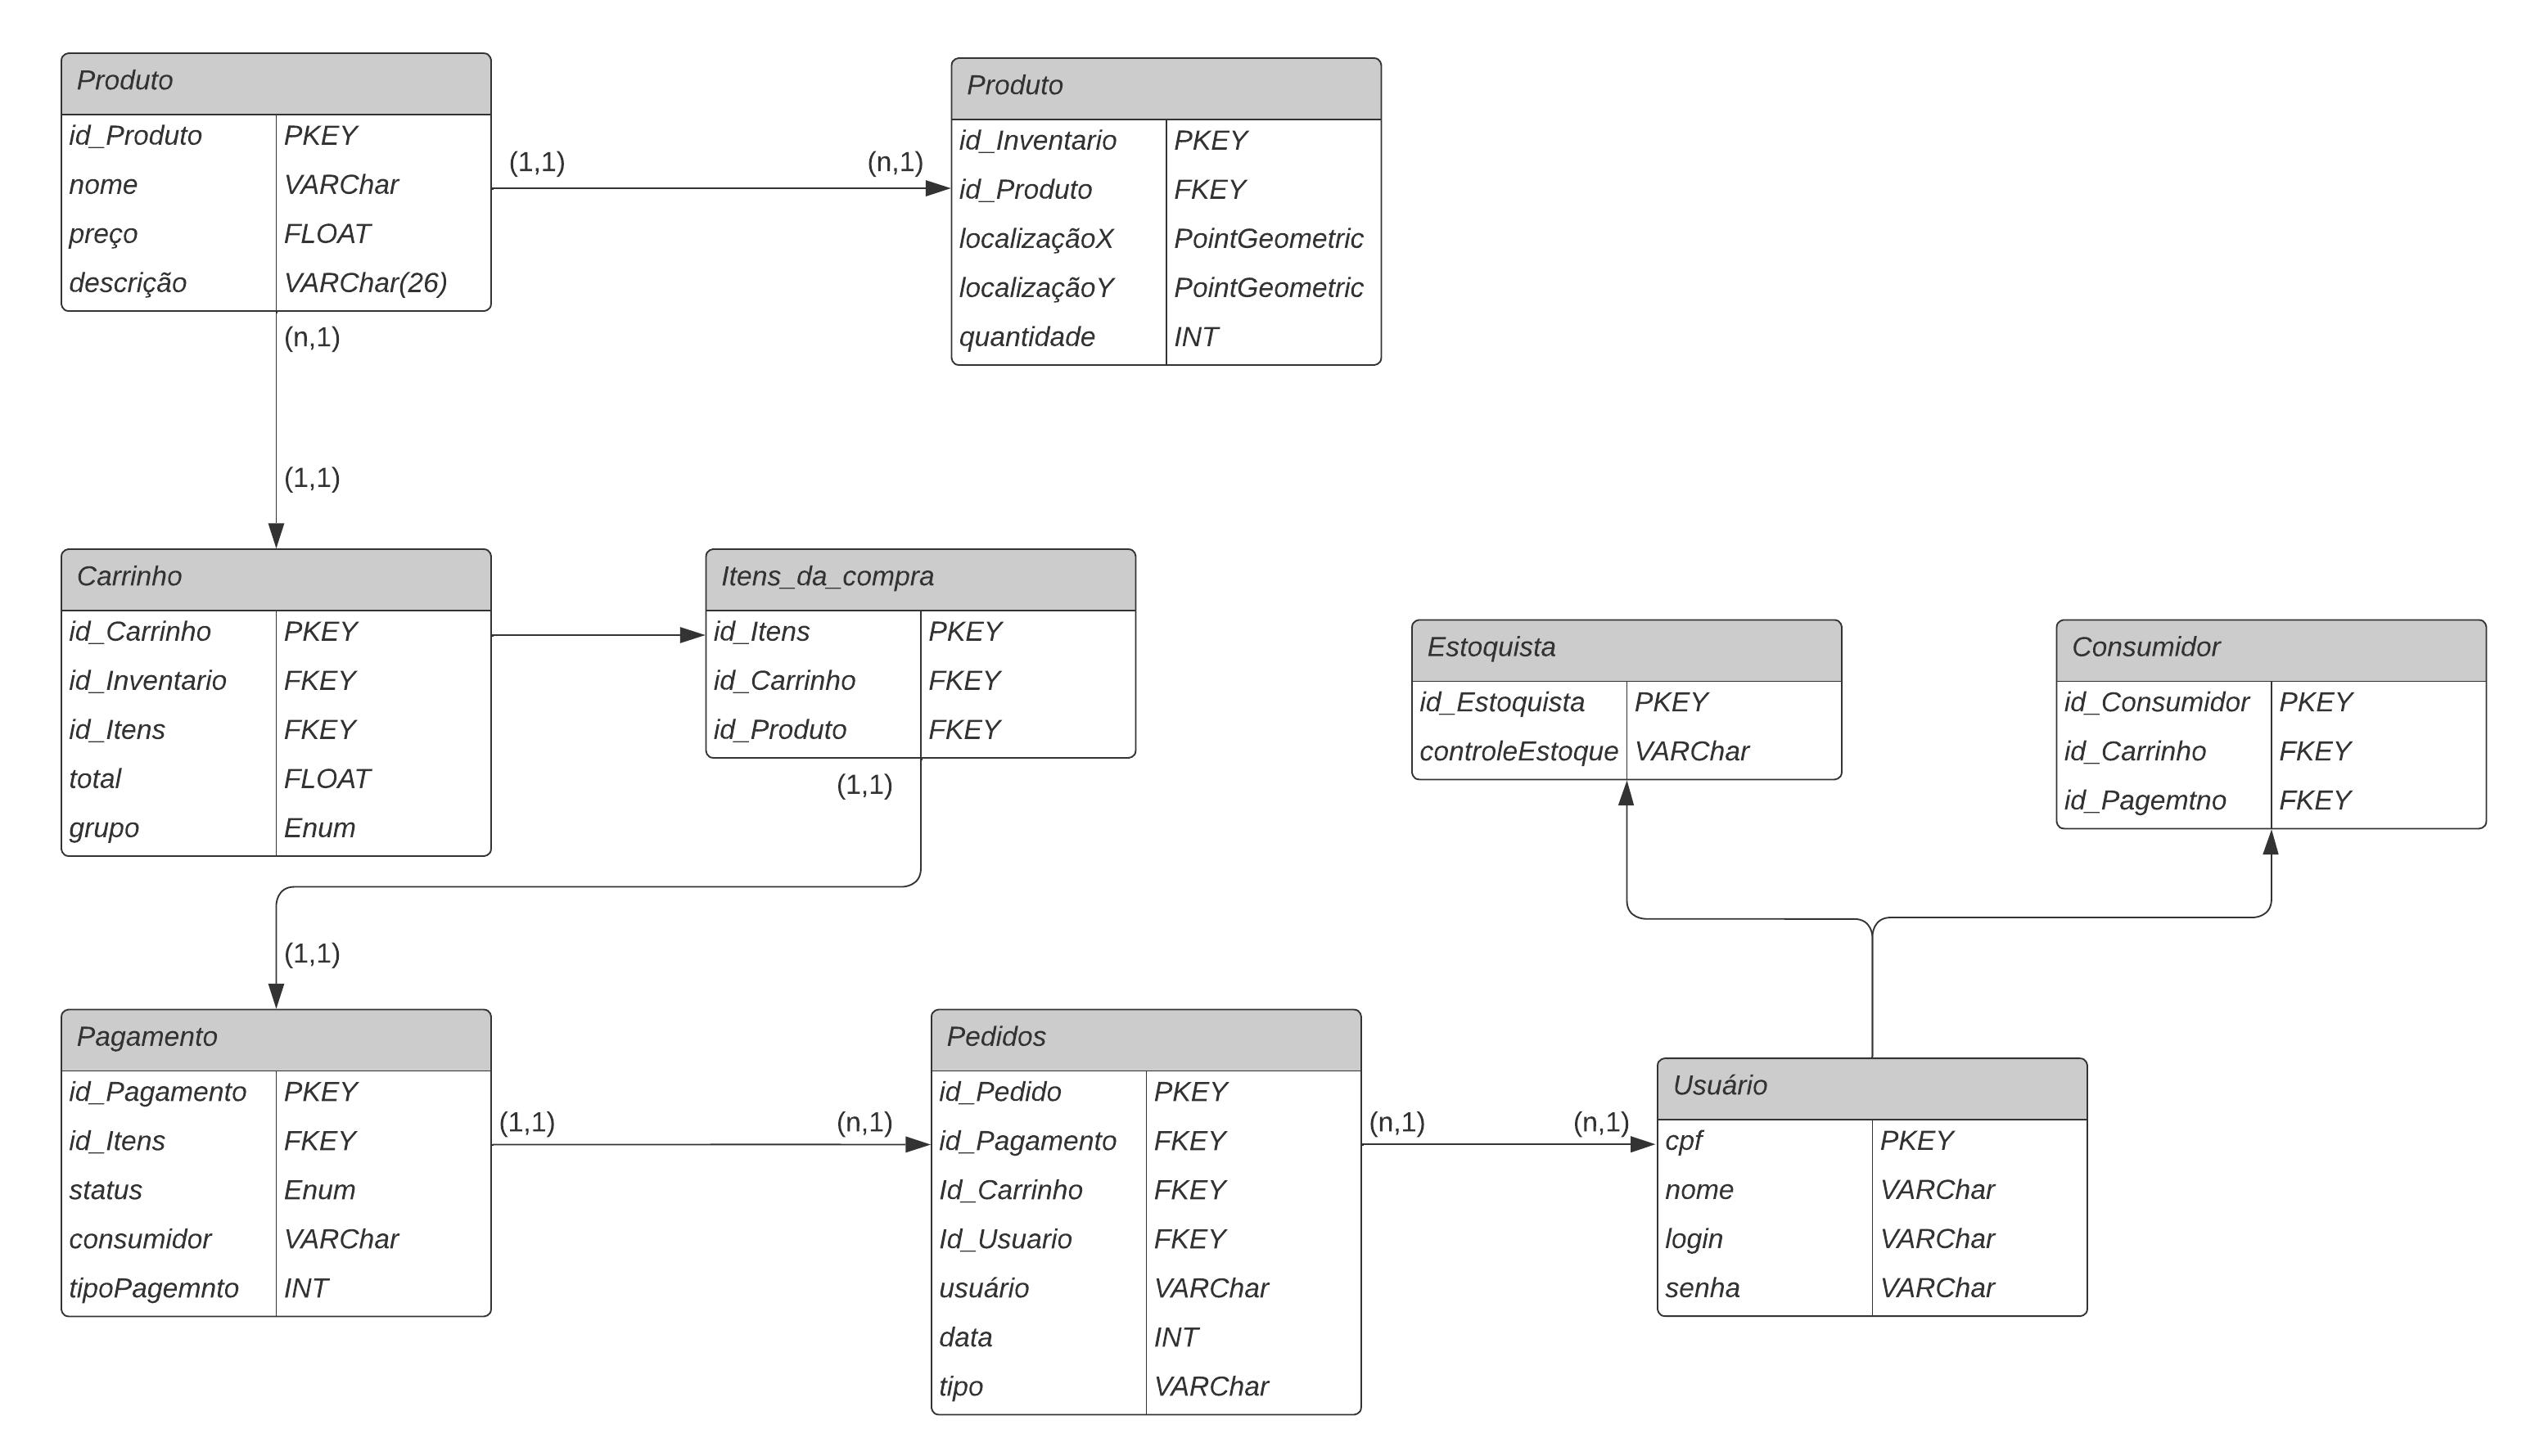 Produto
id_Produto PKEY
nome VARChar
preço FLOAT
descrição VARChar(26)
(1,1) (n,1)
Produto
id_Inventario PKEY
id_Produto FKEY
localizaçãoX PointGeometric
localizaçãoY PointGeometric
quantidade INT
(n,1)
(1,1)
Carrinho
id_Carrinho PKEY
id_Inventario FKEY
id_Itens FKEY
total FLOAT
grupo Enum
Itens_da_compra
id_Itens PKEY
id_Carrinho FKEY
id_Produto FKEY
(1,1)
(1,1)
Estoquista
id_Estoquista PKEY
controleEstoque VARChar
Consumidor
id_Consumidor PKEY
id_Carrinho FKEY
id_Pagemtno FKEY
Pagamento
id_Pagamento PKEY
id_Itens FKEY
status Enum
consumidor VARChar
tipoPagemnto INT
(1,1) (n,1)
Pedidos
id_Pedido PKEY
id_Pagamento FKEY
Id_Carrinho FKEY
Id_Usuario FKEY
usuário VARChar
data INT
tipo VARChar
(n,1) (n,1)
Usuário
cpf PKEY
nome VARChar
login VARChar
senha VARChar